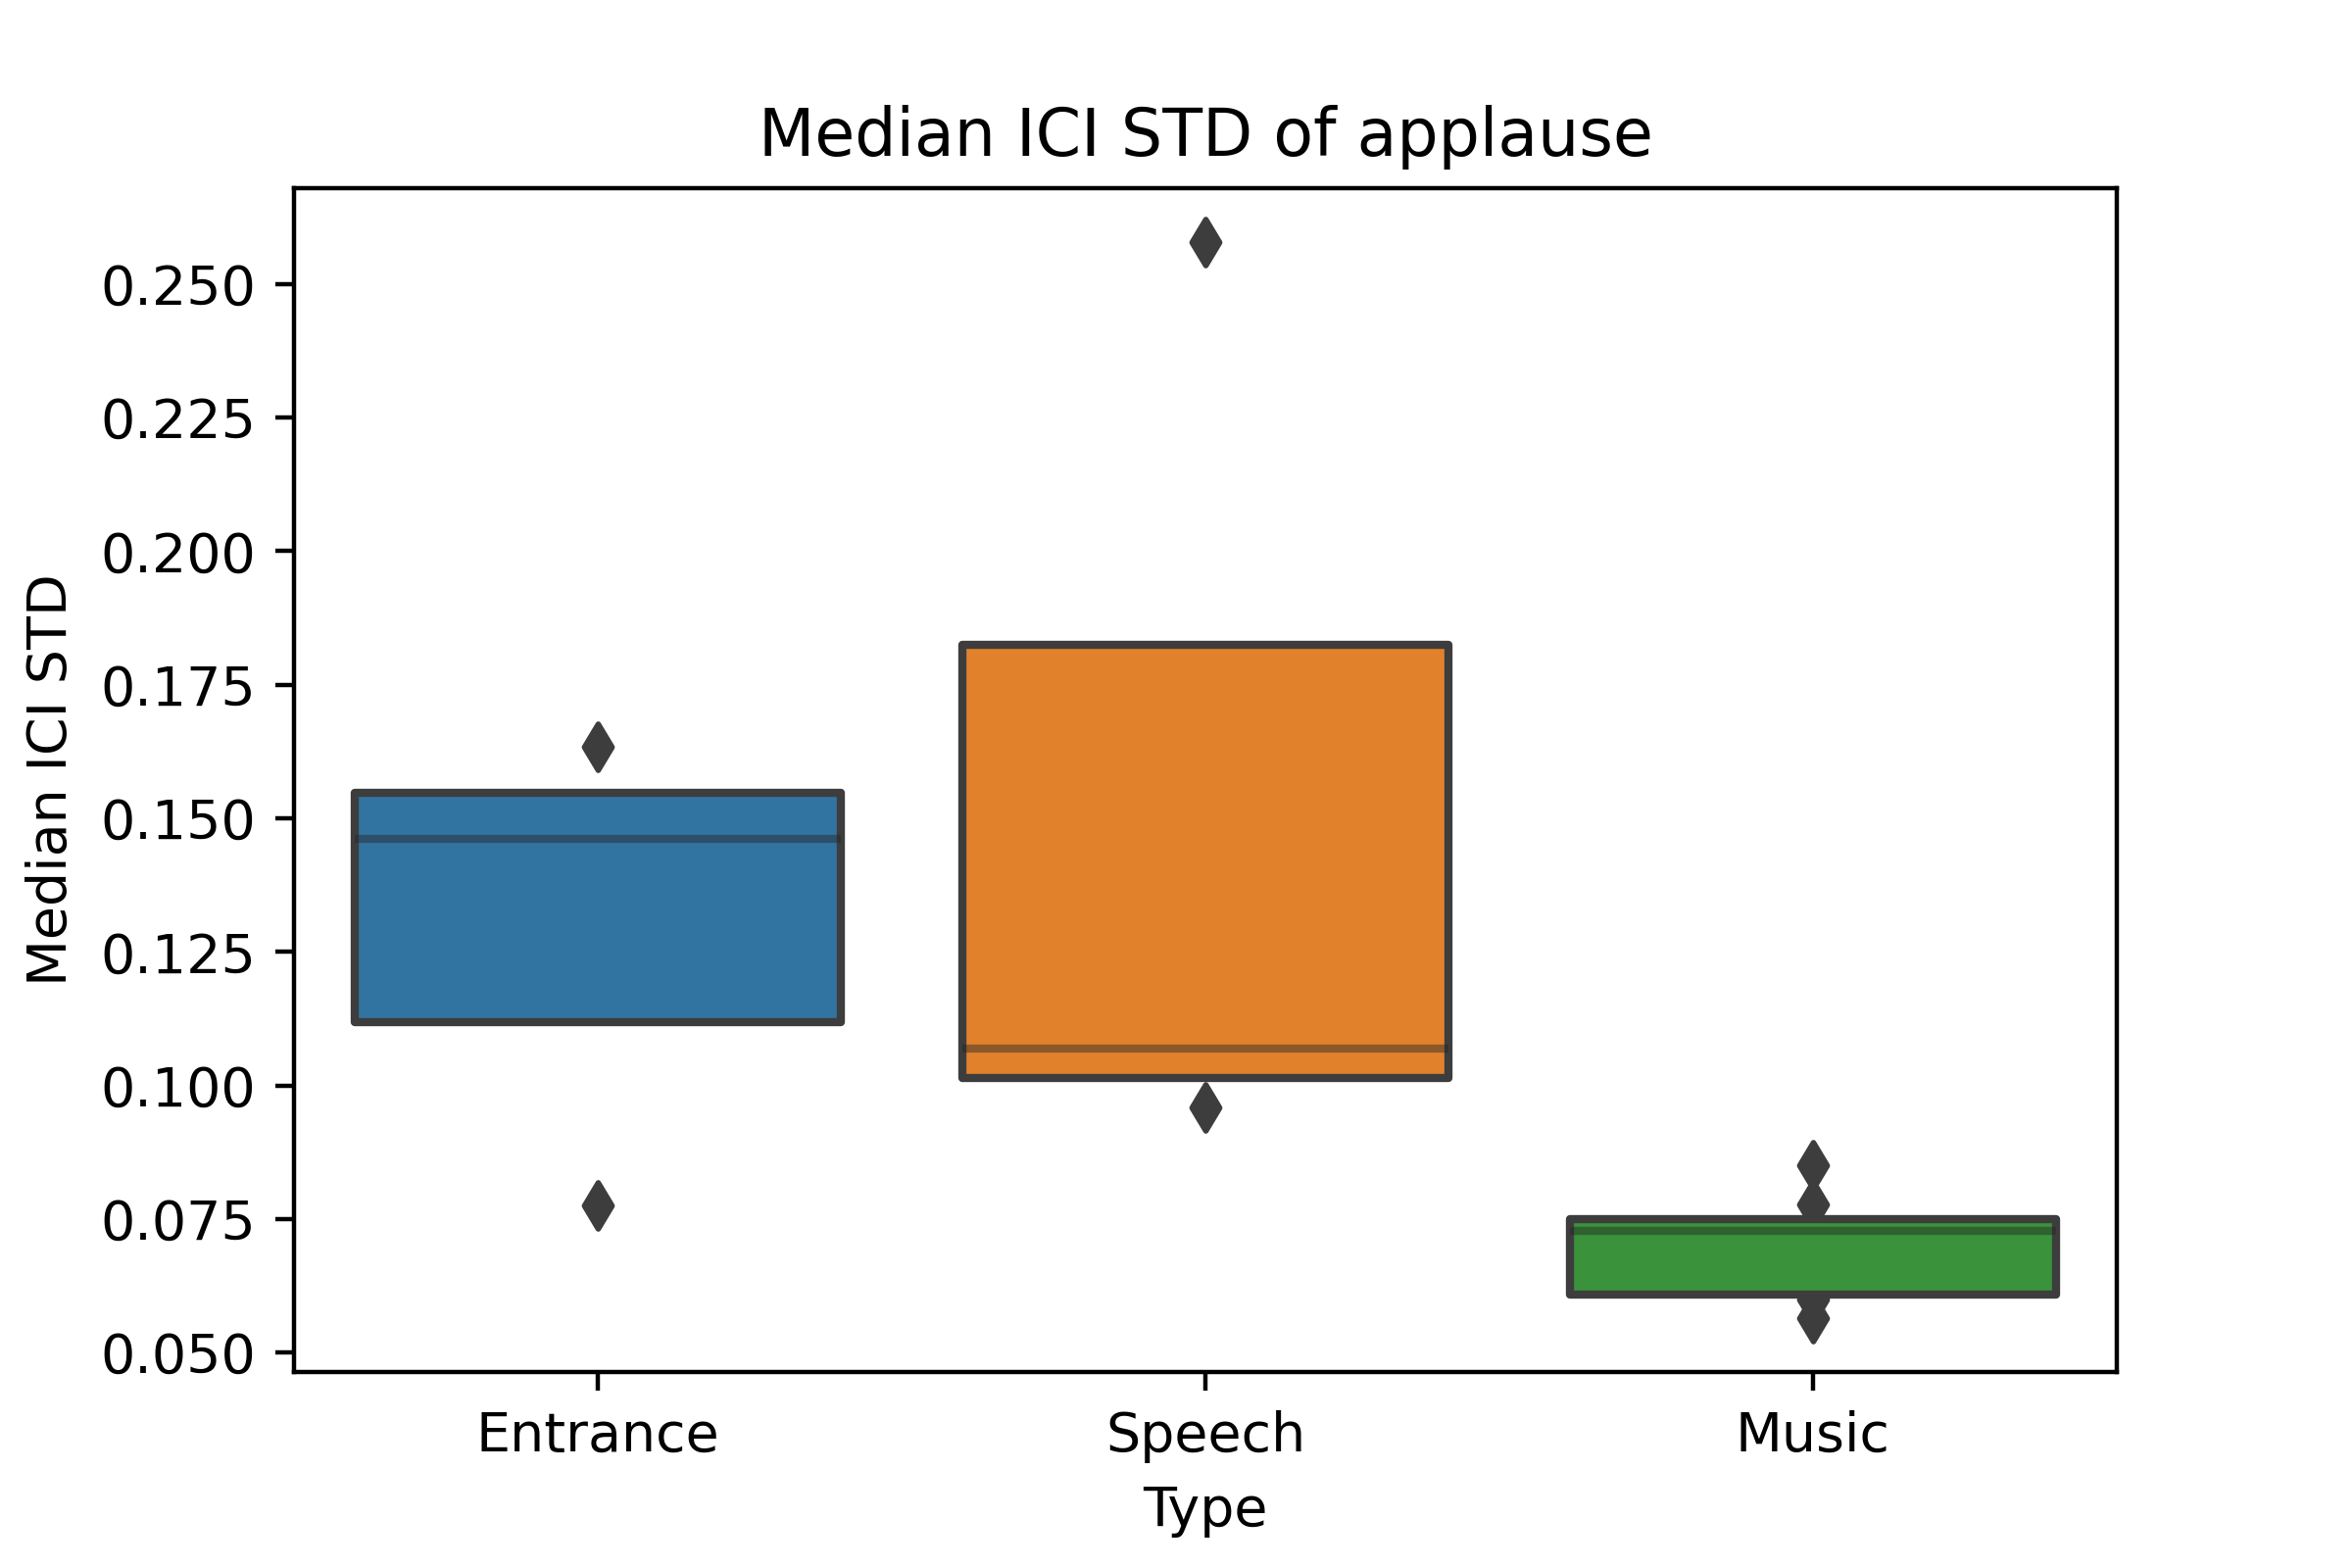 Median ICI STD of applause
Median ICI STD
0.250
0.225
0.200
0.175
0.150
0.125
0.100
0.075
0.050
Entrance
Speech
Music
Type